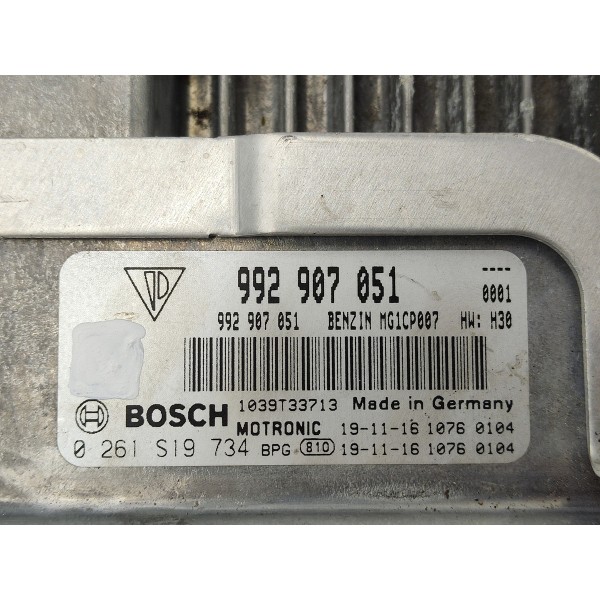 992 907 051 ----
0001
992 907 051 BENZIN MG1CP007 HW: H30
BOSCH 1039T33713 Made in Germany
MOTRONIC 19-11-16 1076 0104
0 261 S19 734 BPG 810 19-11-16 1076 0104